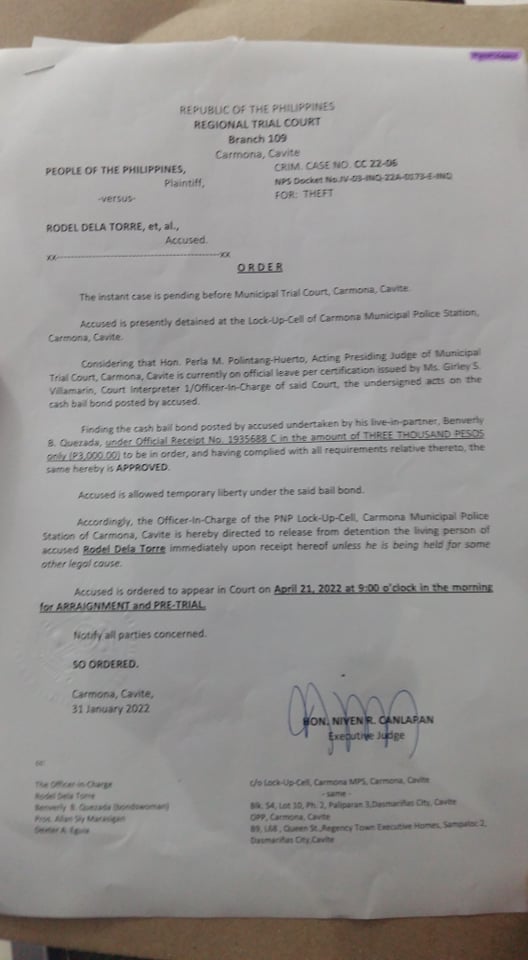 REPUBLIC OF THE PHILIPPINES
REGIONAL TRIAL COURT
Branch 109
Carmona, Cavite
PEOPLE OF THE PHILIPPINES,
Plaintiff,
CRIM. CASE NO. CC 22-06
NPS Docket No.IV-03-INQ-22A-0573-E-INQ
-versus-
FOR: THEFT
RODEL DELA TORRE, et, al.,
Accused.
xx-----------------------------------------xx
O R D E R
The instant case is pending before Municipal Trial Court, Carmona, Cavite.
Accused is presently detained at the Lock-Up-Cell of Carmona Municipal Police Station,
Carmona, Cavite.
Considering that Hon. Perla M. Polintang-Huerto, Acting Presiding Judge of Municipal
Trial Court, Carmona, Cavite is currently on official leave per certification issued by Ms. Girley S.
Villamarin, Court Interpreter 1/Officer-In-Charge of said Court, the undersigned acts on the
cash bail bond posted by accused.
Finding the cash bail bond posted by accused undertaken by his live-in-partner, Benverly
B. Quezada, under Official Receipt No. 1935688 C in the amount of THREE THOUSAND PESOS
only (P3,000.00) to be in order, and having complied with all requirements relative thereto, the
same hereby is APPROVED.
Accused is allowed temporary liberty under the said bail bond.
Accordingly, the Officer-In-Charge of the PNP Lock-Up-Cell, Carmona Municipal Police
Station of Carmona, Cavite is hereby directed to release from detention the living person of
accused Rodel Dela Torre immediately upon receipt hereof unless he is being held for some
other legal cause.
Accused is ordered to appear in Court on April 21, 2022 at 9:00 o'clock in the morning
for ARRAIGNMENT and PRE-TRIAL.
Notify all parties concerned.
SO ORDERED.
Carmona, Cavite,
31 January 2022
HON. NIVEN R. CANLAPAN
Executive Judge
cc:
The Officer-in-Charge
c/o Lock-Up-Cell, Carmona MPS, Carmona, Cavite
Rodel Dela Torre
- same -
Benverly B. Quezada (bondswoman)
Blk. 54, Lot 10, Ph. 2, Paliparan 3,Dasmariñas City, Cavite
Pros. Allan Sly Marasigan
OPP, Carmona, Cavite
Dexter A. Eguia
B9, L68 , Queen St.,Regency Town Executive Homes, Sampaloc 2,
Dasmariñas City,Cavite